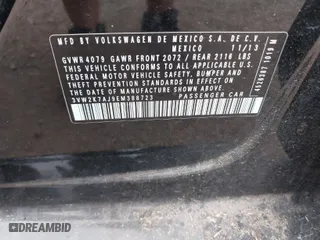 MFD BY VOLKSWAGEN DE MEXICO S.A. DE C.V.
MEXICO 11/13
GVWR 4079 GAWR FRONT 2072 / REAR 2116 LBS
THIS VEHICLE CONFORMS TO ALL APPLICABLE
FEDERAL MOTOR VEHICLE SAFETY, BUMPER AND
THEFT PREVENTION STANDARDS IN EFFECT ON THE DATE OF
MANUFACTURE SHOWN ABOVE.
3VW2K7AJ9EM388723
PASSENGER CAR
DREAMBID